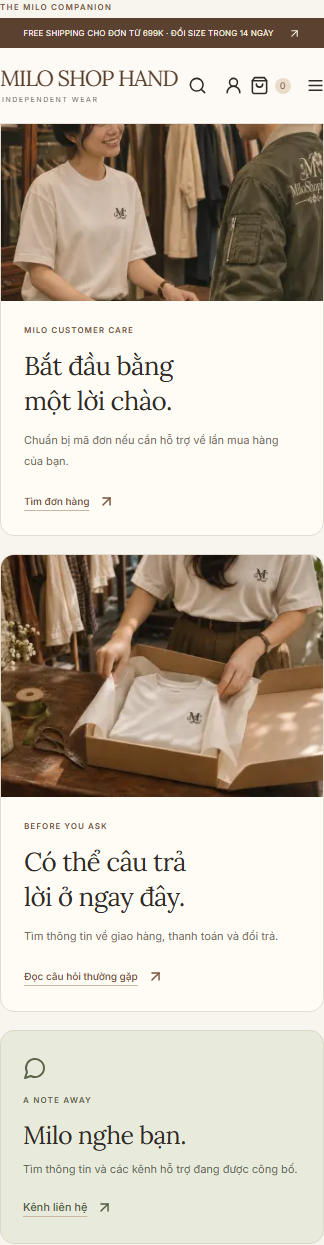 THE MILO COMPANION
FREE SHIPPING CHO ĐƠN TỪ 699K · ĐỔI SIZE TRONG 14 NGÀY
MILO SHOP HAND
INDEPENDENT WEAR
0
M
MiloShop
MILO CUSTOMER CARE
Bắt đầu bằng
một lời chào.
Chuẩn bị mã đơn nếu cần hỗ trợ về lần mua hàng
của bạn.
Tìm đơn hàng
BEFORE YOU ASK
Có thể câu trả
lời ở ngay đây.
Tìm thông tin về giao hàng, thanh toán và đổi trả.
Đọc câu hỏi thường gặp
A NOTE AWAY
Milo nghe bạn.
Tìm thông tin và các kênh hỗ trợ đang được công bố.
Kênh liên hệ